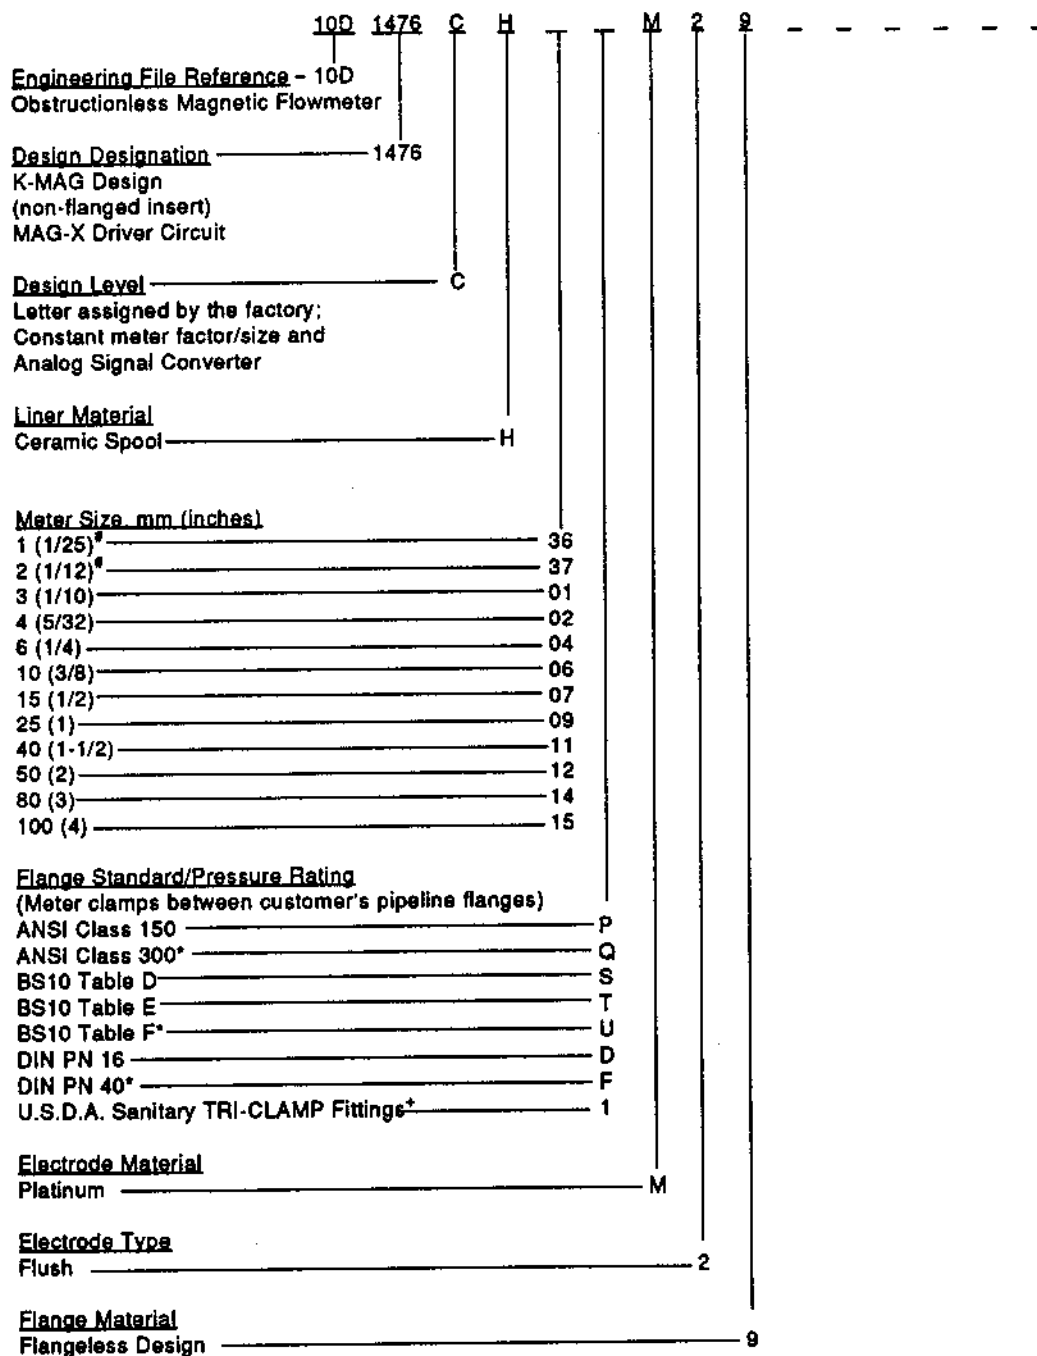 10D 1476 C H _ _ M 2 9 _ _ _ _ _ _
Engineering File Reference - 10D
Obstructionless Magnetic Flowmeter
Design Designation 1476
K-MAG Design
(non-flanged insert)
MAG-X Driver Circuit
Design Level C
Letter assigned by the factory;
Constant meter factor/size and
Analog Signal Converter
Liner Material
Ceramic Spool H
Meter Size, mm (inches)
1 (1/25)# 36
2 (1/12)# 37
3 (1/10) 01
4 (5/32) 02
6 (1/4) 04
10 (3/8) 06
15 (1/2) 07
25 (1) 09
40 (1-1/2) 11
50 (2) 12
80 (3) 14
100 (4) 15
Flange Standard/Pressure Rating
(Meter clamps between customer's pipeline flanges)
ANSI Class 150 P
ANSI Class 300* Q
BS10 Table D S
BS10 Table E T
BS10 Table F* U
DIN PN 16 D
DIN PN 40* F
U.S.D.A. Sanitary TRI-CLAMP Fittings+ 1
Electrode Material
Platinum M
Electrode Type
Flush 2
Flange Material
Flangeless Design 9